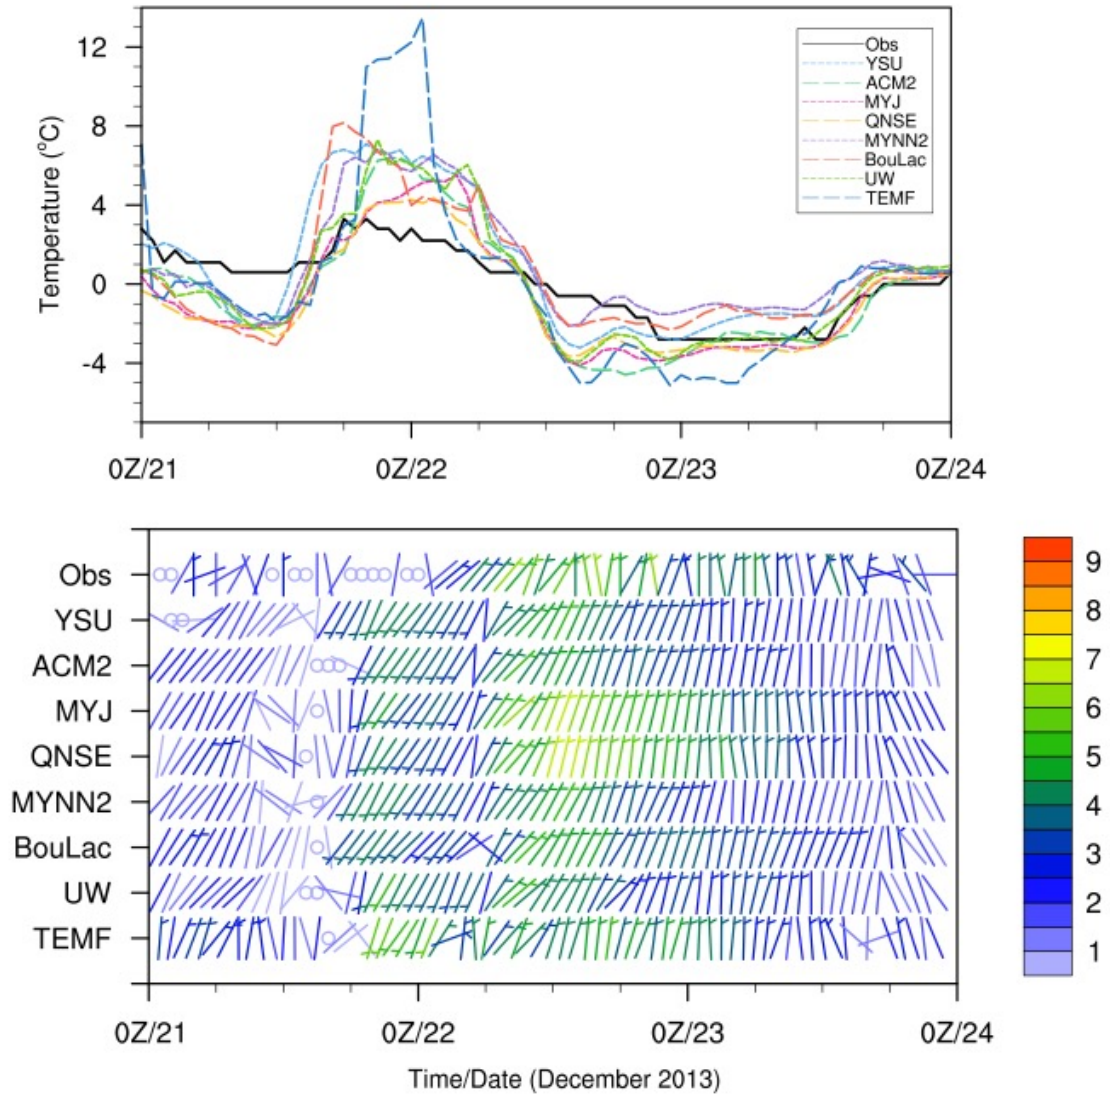 12
8
4
0
-4
Temperature (°C)
Obs
YSU
ACM2
MYJ
QNSE
MYNN2
BouLac
UW
TEMF
0Z/21 0Z/22 0Z/23 0Z/24
Obs
YSU
ACM2
MYJ
QNSE
MYNN2
BouLac
UW
TEMF
9
8
7
6
5
4
3
2
1
0Z/21 0Z/22 0Z/23 0Z/24
Time/Date (December 2013)